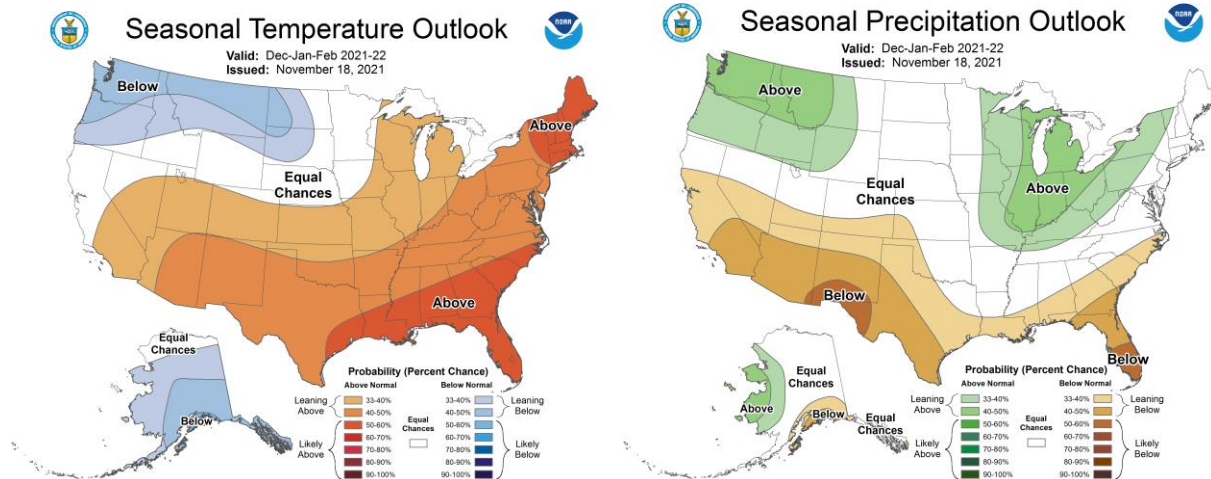 Seasonal Temperature Outlook
Valid: Dec-Jan-Feb 2021-22
Issued: November 18, 2021
NOAA
Below
Above
Equal
Chances
Above
Equal
Chances
Below
Probability (Percent Chance)
Above Normal
Below Normal
Leaning
Above
33-40%
40-50%
50-60%
Likely
Above
60-70%
70-80%
80-90%
90-100%
Equal
Chances
33-40%
40-50%
Leaning
Below
50-60%
60-70%
70-80%
80-90%
90-100%
Likely
Below
Seasonal Precipitation Outlook
Valid: Dec-Jan-Feb 2021-22
Issued: November 18, 2021
NOAA
Above
Equal
Chances
Above
Below
Below
Above
Equal
Chances
Below
Equal
Chances
Probability (Percent Chance)
Above Normal
Below Normal
Leaning
Above
33-40%
40-50%
50-60%
Likely
Above
60-70%
70-80%
80-90%
90-100%
Equal
Chances
33-40%
40-50%
Leaning
Below
50-60%
60-70%
70-80%
80-90%
90-100%
Likely
Below